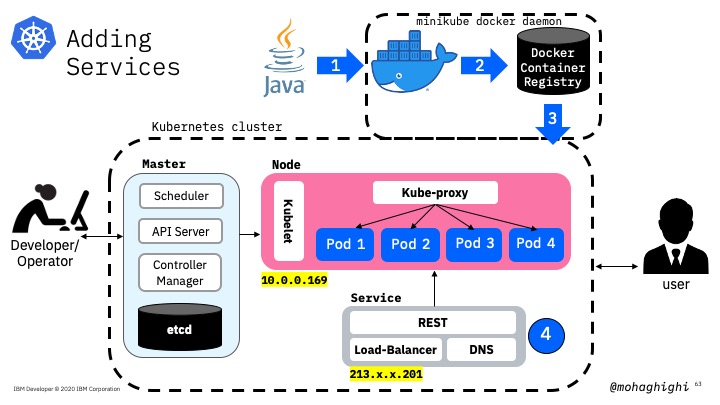 Adding
Services
Java
1
minikube docker daemon
2
Docker
Container
Registry
3
Kubernetes cluster
Master
Scheduler
API Server
Controller
Manager
etcd
Node
Kubelet
Kube-proxy
Pod 1
Pod 2
Pod 3
Pod 4
10.0.0.169
Developer/
Operator
user
Service
REST
Load-Balancer
DNS
4
213.x.x.201
IBM Developer © 2020 IBM Corporation
@mohaghighi
63